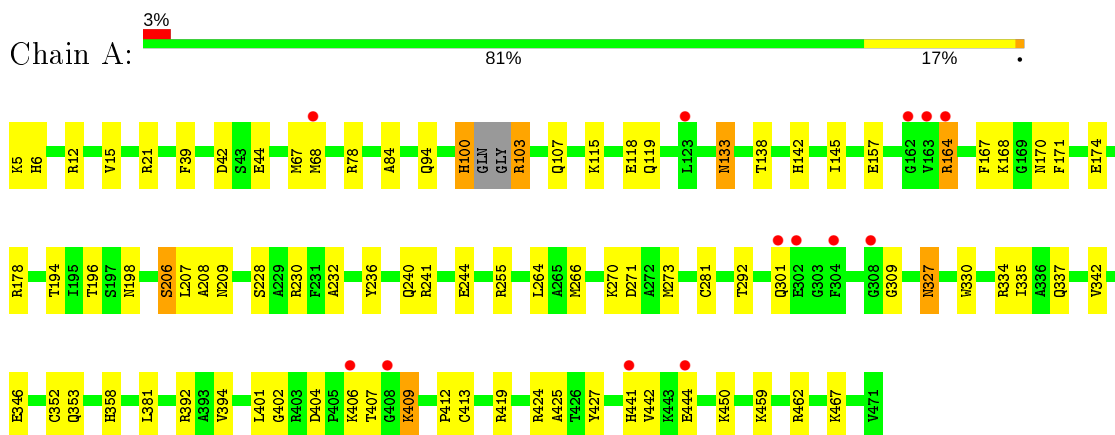 3%
Chain A:
81% 17% •
K5 H6 R12 V15 R21 F39 D42 S43 E44 M67 M68 R78 A84 Q94 H100 GLN GLY R103 Q107 K115 E118 Q119 L123 N133 T138 H142 I145 E157 G162 V163 R164 F167 K168 G169 N170 F171 E174
R178 T194 I195 T196 S197 N198 S206 L207 A208 N209 S228 A229 R230 F231 A232 Y236 Q240 R241 E244 R255 L264 A265 M266 K270 D271 A272 M273 C281 T292 Q301 E302 G303 F304 G308 G309 N327 W330 R334 I335 A336 Q337 V342
E346 C352 Q353 H358 L381 R392 A393 V394 L401 G402 R403 D404 P405 K406 T407 G408 K409 P412 C413 R419 R424 A425 T426 Y427 H441 V442 K443 E444 K450 K459 R462 K467 V471